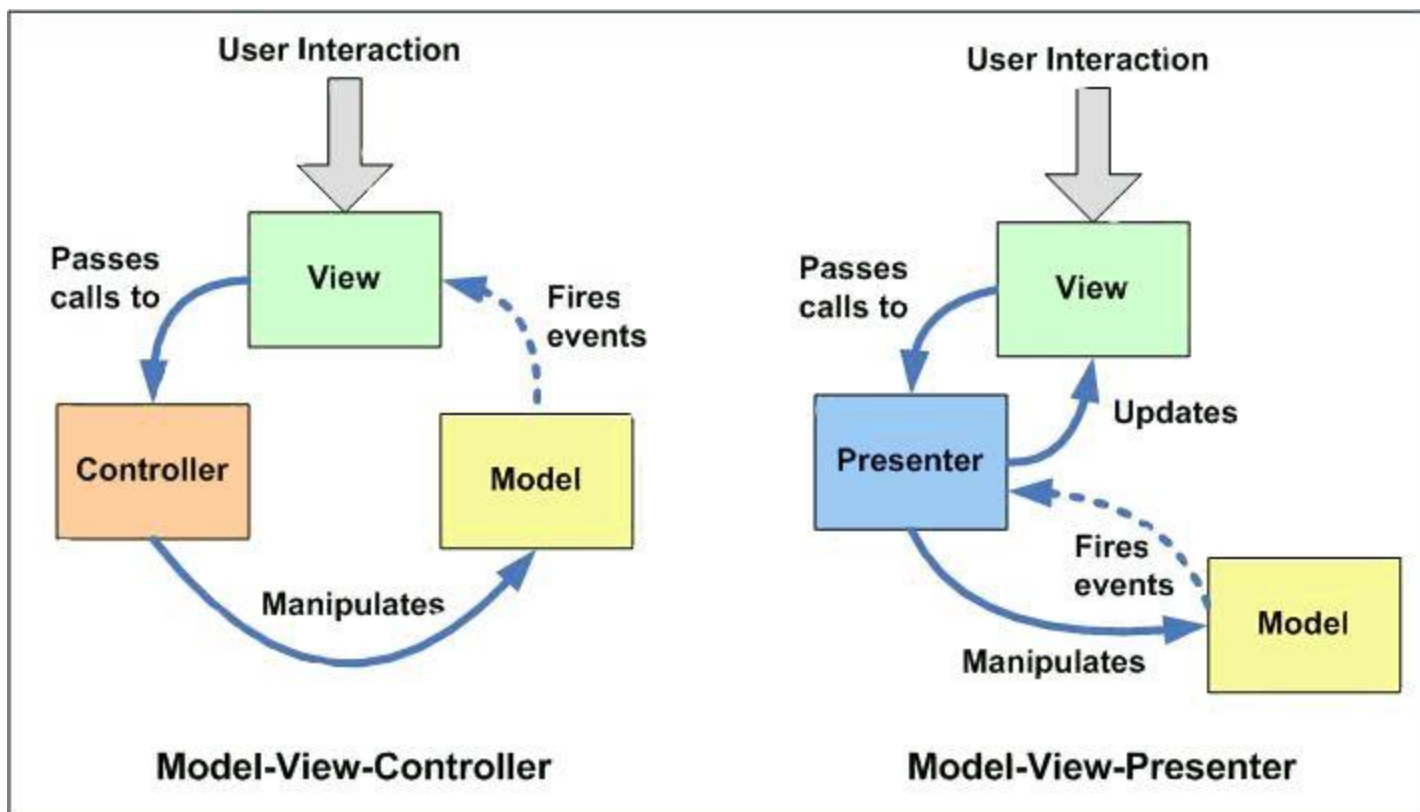 User Interaction
Passes
calls to
View
Fires
events
Controller
Model
Manipulates
Model-View-Controller
User Interaction
Passes
calls to
View
Updates
Presenter
Fires
events
Manipulates
Model
Model-View-Presenter